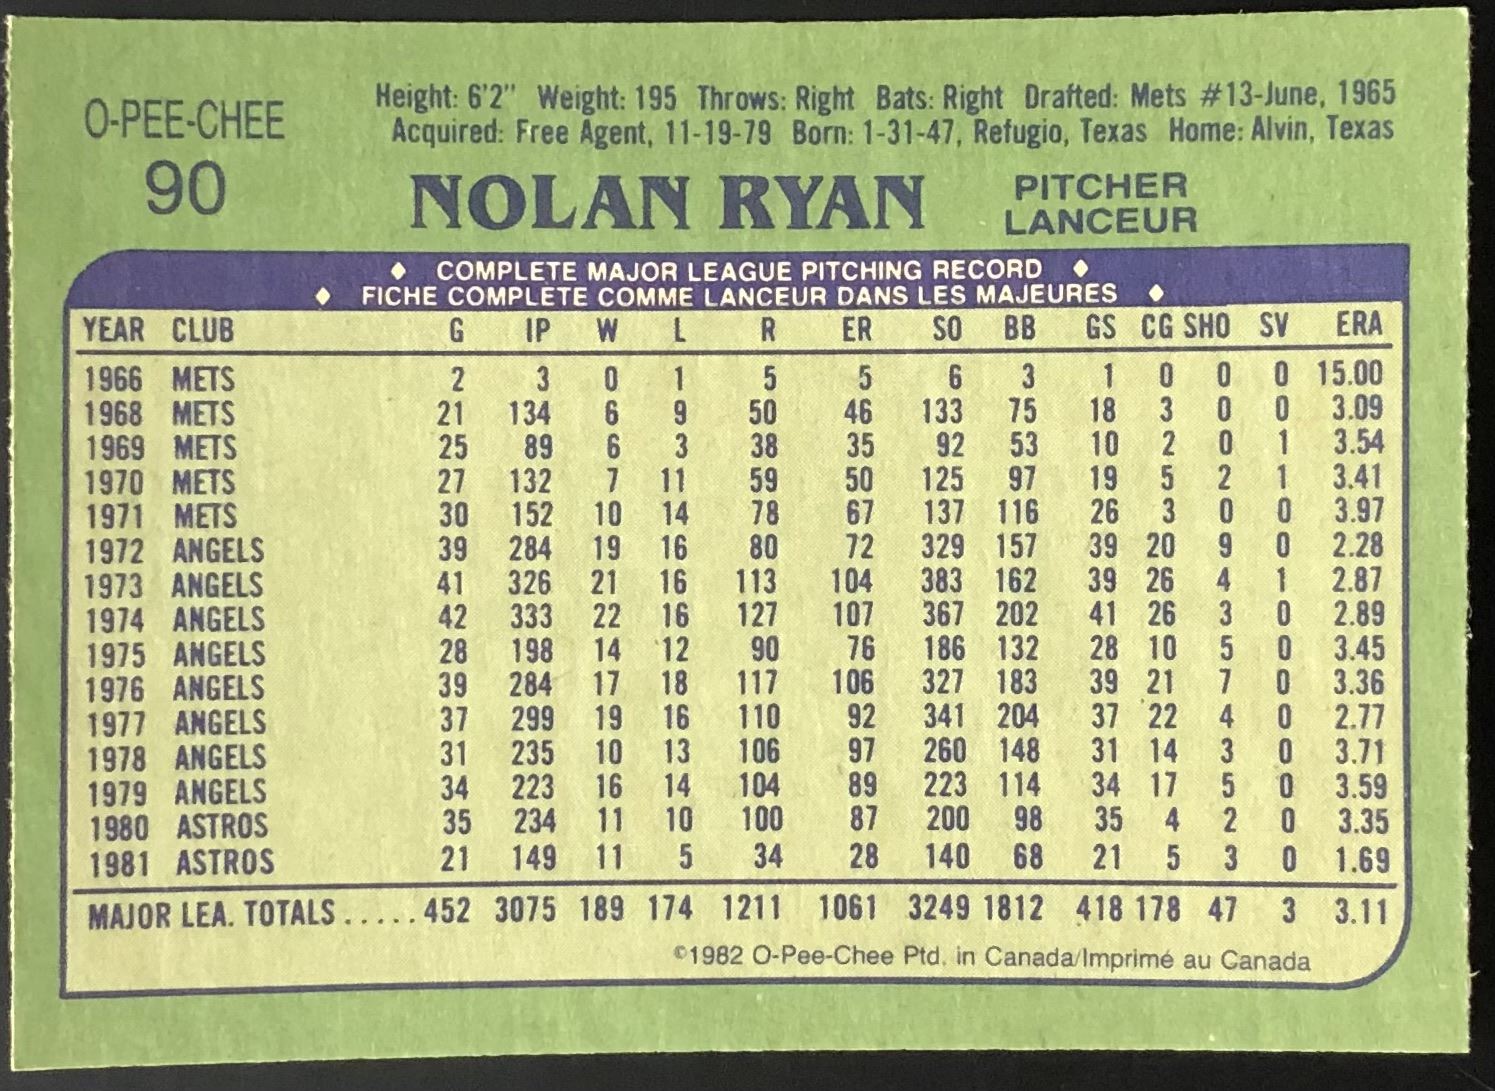 Height: 6'2" Weight: 195 Throws: Right Bats: Right Drafted: Mets #13-June, 1965
O-PEE-CHEE Acquired: Free Agent, 11-19-79 Born: 1-31-47, Refugio, Texas Home: Alvin, Texas
90 NOLAN RYAN PITCHER
LANCEUR
♦ COMPLETE MAJOR LEAGUE PITCHING RECORD ♦
♦ FICHE COMPLETE COMME LANCEUR DANS LES MAJEURES ♦
YEAR CLUB G IP W L R ER SO BB GS CG SHO SV ERA
1966 METS 2 3 0 1 5 5 6 3 1 0 0 0 15.00
1968 METS 21 134 6 9 50 46 133 75 18 3 0 0 3.09
1969 METS 25 89 6 3 38 35 92 53 10 2 0 1 3.54
1970 METS 27 132 7 11 59 50 125 97 19 5 2 1 3.41
1971 METS 30 152 10 14 78 67 137 116 26 3 0 0 3.97
1972 ANGELS 39 284 19 16 80 72 329 157 39 20 9 0 2.28
1973 ANGELS 41 326 21 16 113 104 383 162 39 26 4 1 2.87
1974 ANGELS 42 333 22 16 127 107 367 202 41 26 3 0 2.89
1975 ANGELS 28 198 14 12 90 76 186 132 28 10 5 0 3.45
1976 ANGELS 39 284 17 18 117 106 327 183 39 21 7 0 3.36
1977 ANGELS 37 299 19 16 110 92 341 204 37 22 4 0 2.77
1978 ANGELS 31 235 10 13 106 97 260 148 31 14 3 0 3.71
1979 ANGELS 34 223 16 14 104 89 223 114 34 17 5 0 3.59
1980 ASTROS 35 234 11 10 100 87 200 98 35 4 2 0 3.35
1981 ASTROS 21 149 11 5 34 28 140 68 21 5 3 0 1.69
MAJOR LEA. TOTALS.....452 3075 189 174 1211 1061 3249 1812 418 178 47 3 3.11
©1982 O-Pee-Chee Ptd. in Canada/Imprimé au Canada